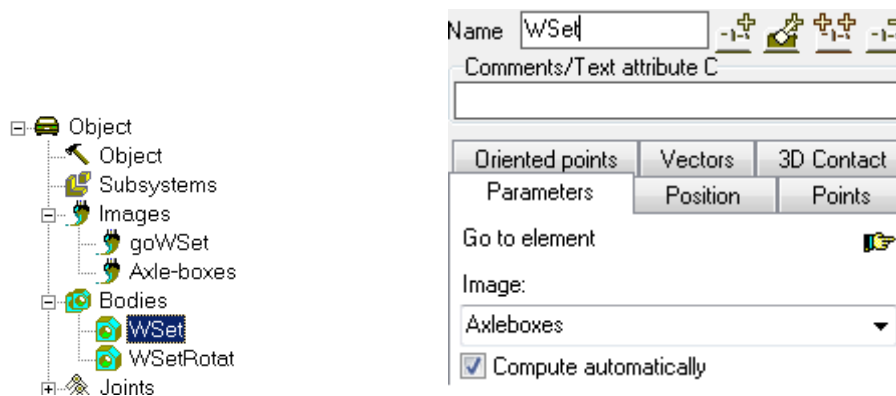 Object
Object
Subsystems
Images
goWSet
Axle-boxes
Bodies
WSet
WSetRotat
Joints
Name WSet
Comments/Text attribute C
Oriented points Vectors 3D Contact
Parameters Position Points
Go to element
Image:
Axleboxes
Compute automatically